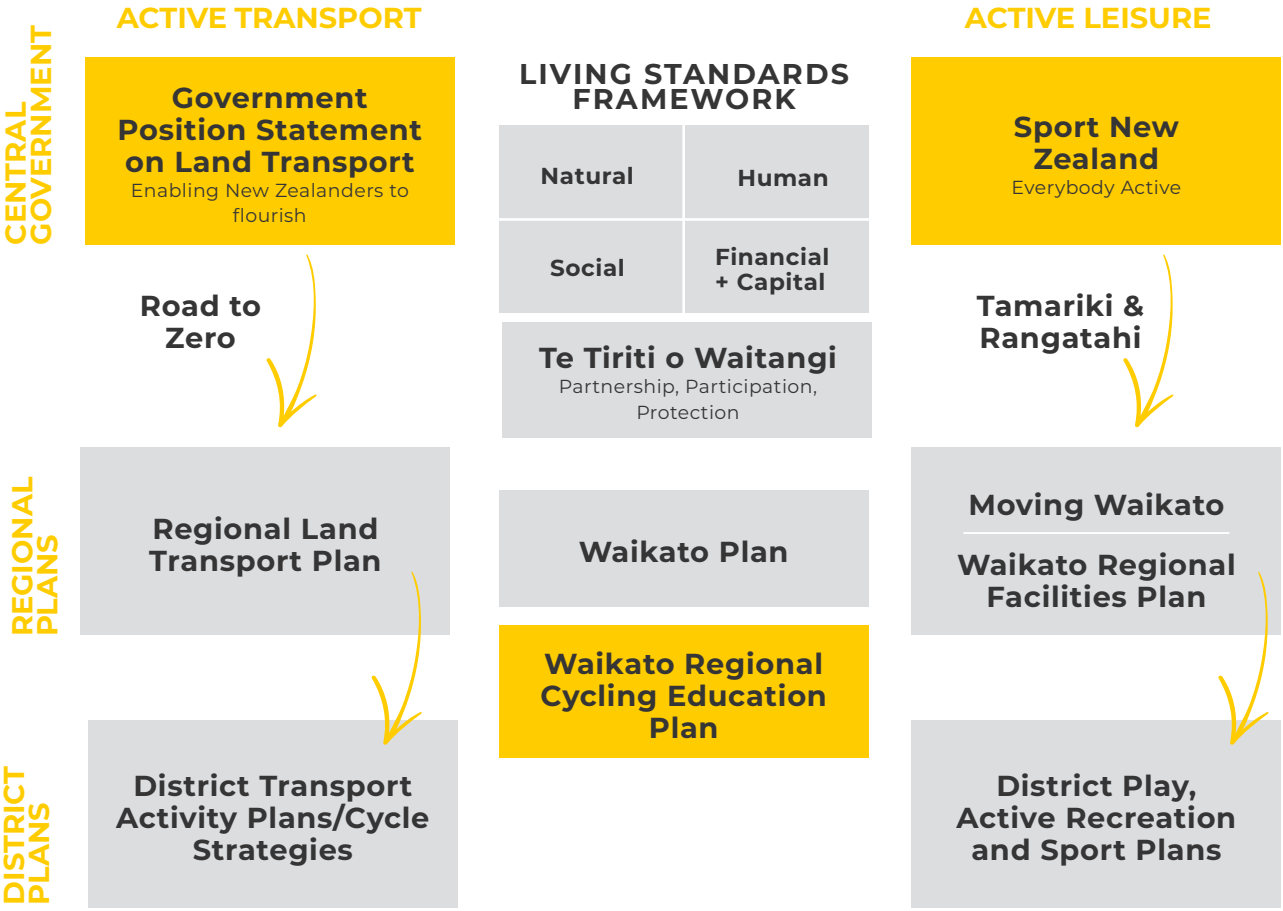 ACTIVE TRANSPORT
ACTIVE LEISURE
CENTRAL
GOVERNMENT
Government
Position Statement
on Land Transport
Enabling New Zealanders to
flourish
LIVING STANDARDS
FRAMEWORK
Natural
Human
Social
Financial
+ Capital
Sport New
Zealand
Everybody Active
Road to
Zero
Te Tiriti o Waitangi
Partnership, Participation,
Protection
Tamariki &
Rangatahi
REGIONAL
PLANS
Regional Land
Transport Plan
Waikato Plan
Moving Waikato
Waikato Regional
Facilities Plan
Waikato Regional
Cycling Education
Plan
DISTRICT
PLANS
District Transport
Activity Plans/Cycle
Strategies
District Play,
Active Recreation
and Sport Plans